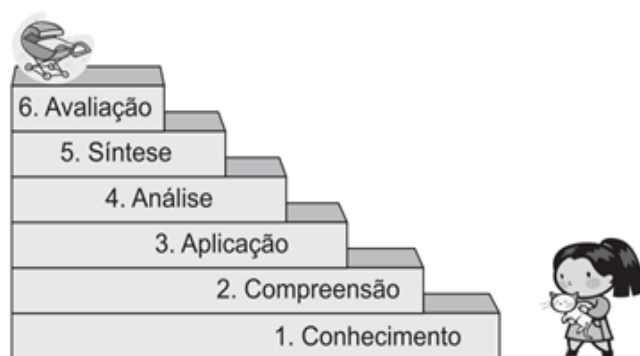 6. Avaliação
5. Síntese
4. Análise
3. Aplicação
2. Compreensão
1. Conhecimento